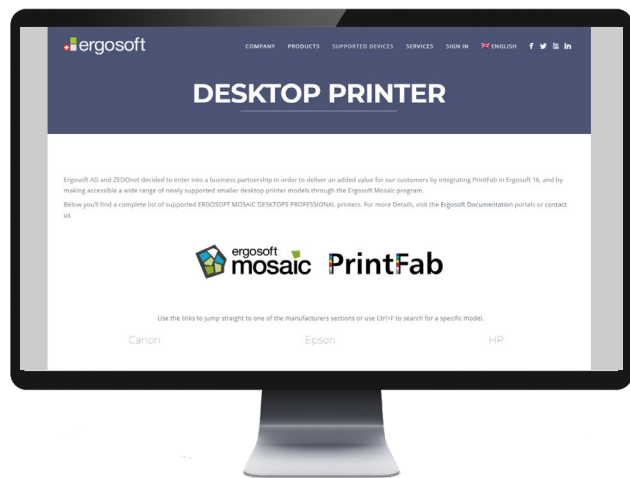 ergosoft
COMPANY PRODUCTS SUPPORTED DEVICES SERVICES SIGN IN ENGLISH
DESKTOP PRINTER
Ergosoft AG and ZEDOnet decided to enter into a business partnership in order to deliver an added value for our customers by integrating PrintFab in Ergosoft 16, and by
making accessible a wide range of newly supported smaller desktop printer models through the Ergosoft Mosaic program.
Below you'll find a complete list of supported ERGOSOFT MOSAIC DESKTOPS PROFESSIONAL printers. For more Details, visit the Ergosoft Documentation portals or contact
us
ergosoft
mosaic PrintFab
Use the links to jump straight to one of the manufacturers sections or use Ctrl+F to search for a specific model.
Canon Epson HP